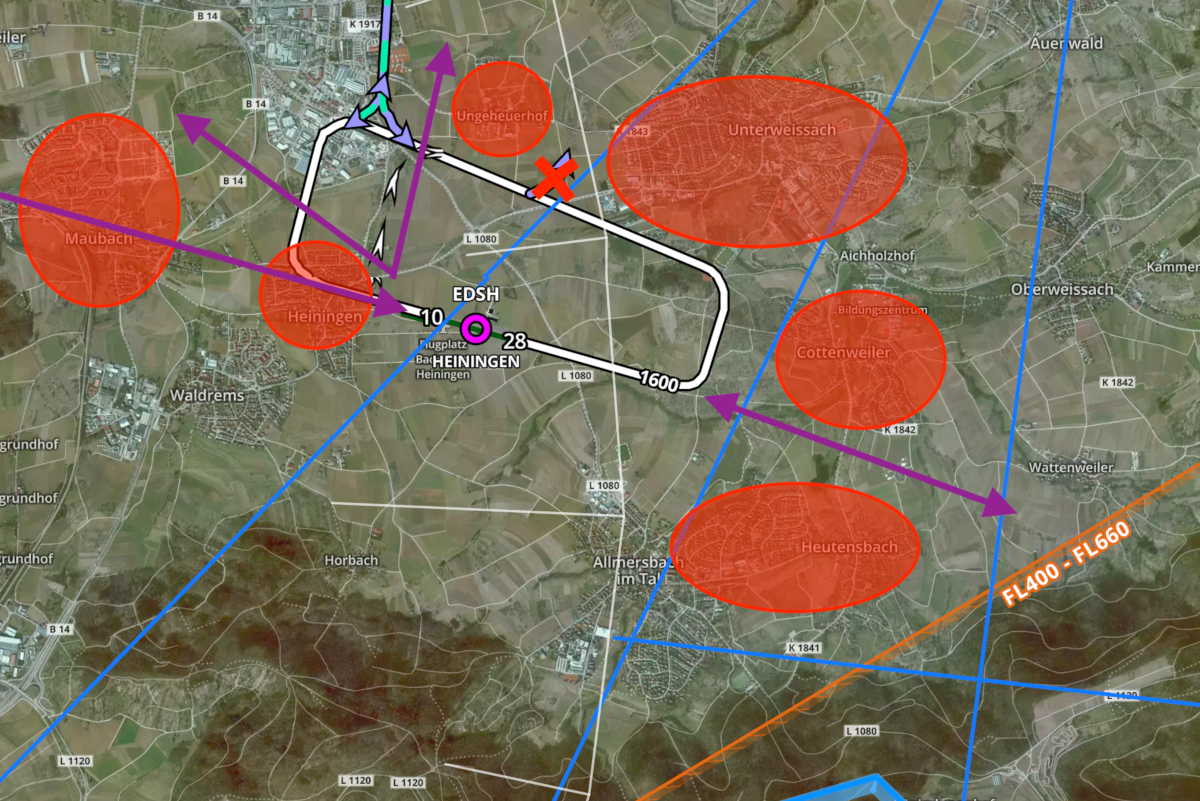 B 14
K 1917
eiler
Auerwald
B 14
Ungeheuerhof
1843
Unterweissach
B 14
Maubach
L 1080
Aichholzhof
Kammer
Oberweissach
EDSH
Heiningen
10
Bildungszentrum
28
Flugplatz
HEININGEN
Heiningen
Cottenweiler
L 1080
1600
K 1842
Waldrems
K 1842
grundhof
Wattenweiler
L 1080
grundhof
FL400 - FL660
Heutensbach
grundhof
Horbach
Allmersbach
im Tal
B 14
K 1841
L 1120
L 1080
L 1120
L 1120
L 1120